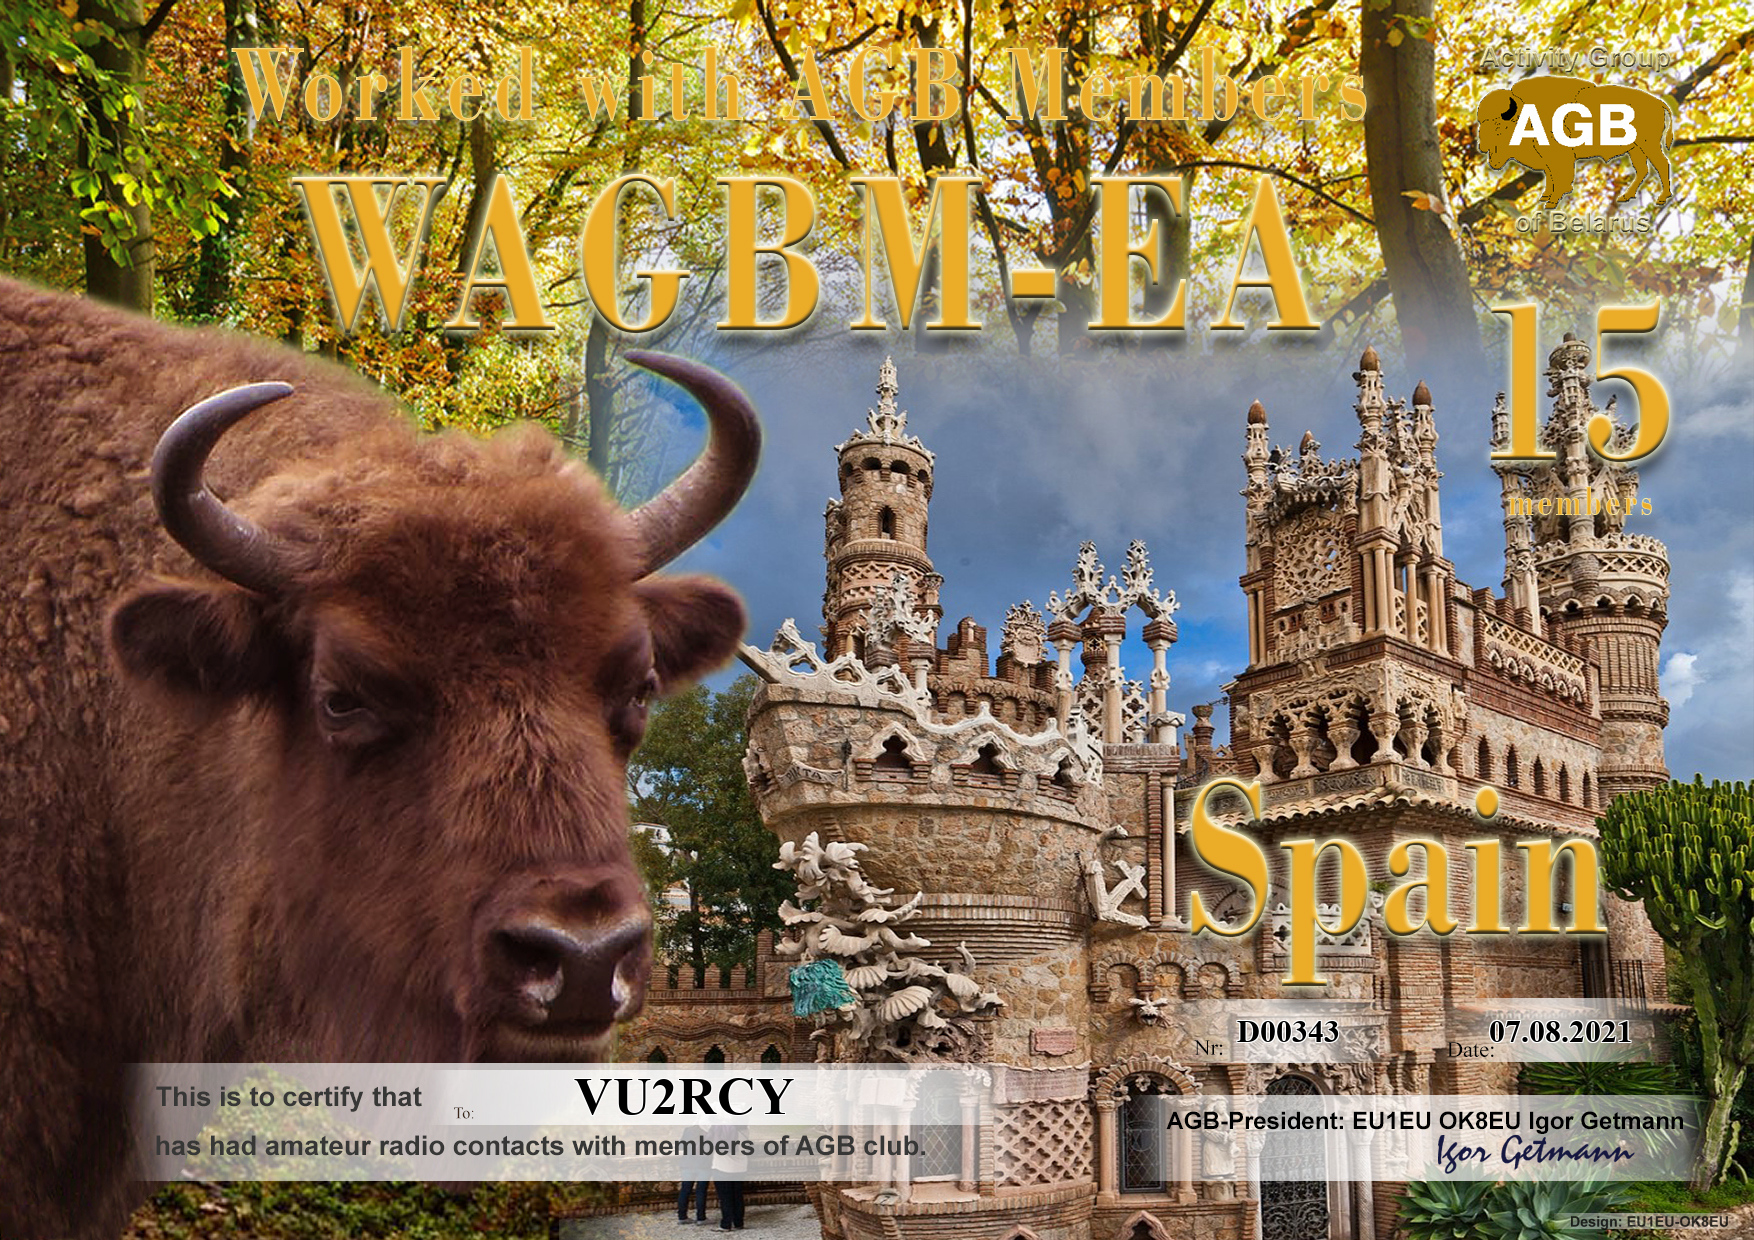 Worked with AGB Members
Activity Group
AGB
of Belarus
WAGBM-EA
15
members
Spain
Nr: D00343
Date: 07.08.2021
This is to certify that To: VU2RCY
has had amateur radio contacts with members of AGB club.
AGB-President: EU1EU OK8EU Igor Getmann
Igor Getmann
Design: EU1EU-OK8EU